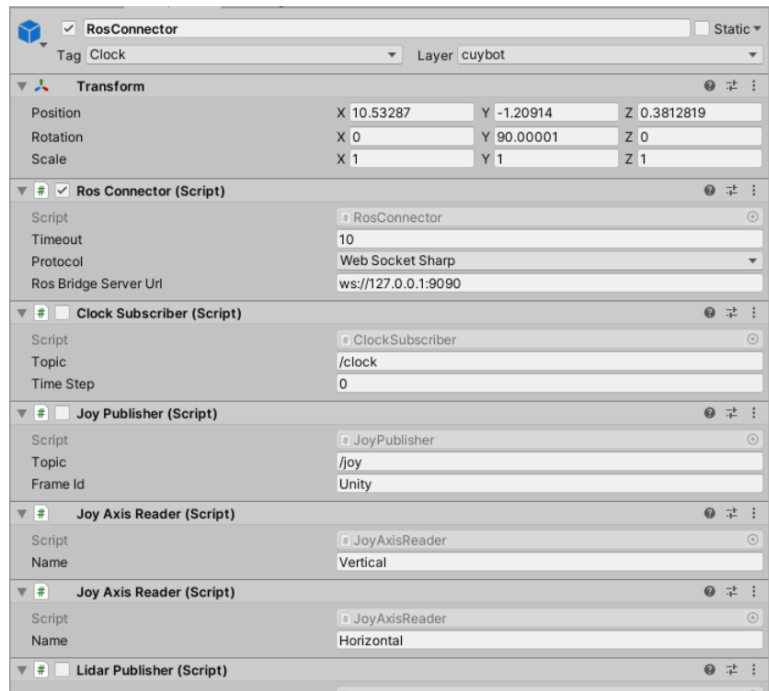 RosConnector Static
Tag Clock Layer cuybot
Transform
Position X 10.53287 Y -1.20914 Z 0.3812819
Rotation X 0 Y 90.00001 Z 0
Scale X 1 Y 1 Z 1
# Ros Connector (Script)
Script # RosConnector
Timeout 10
Protocol Web Socket Sharp
Ros Bridge Server Url ws://127.0.0.1:9090
# Clock Subscriber (Script)
Script # ClockSubscriber
Topic /clock
Time Step 0
# Joy Publisher (Script)
Script # JoyPublisher
Topic /joy
Frame Id Unity
# Joy Axis Reader (Script)
Script # JoyAxisReader
Name Vertical
# Joy Axis Reader (Script)
Script # JoyAxisReader
Name Horizontal
# Lidar Publisher (Script)